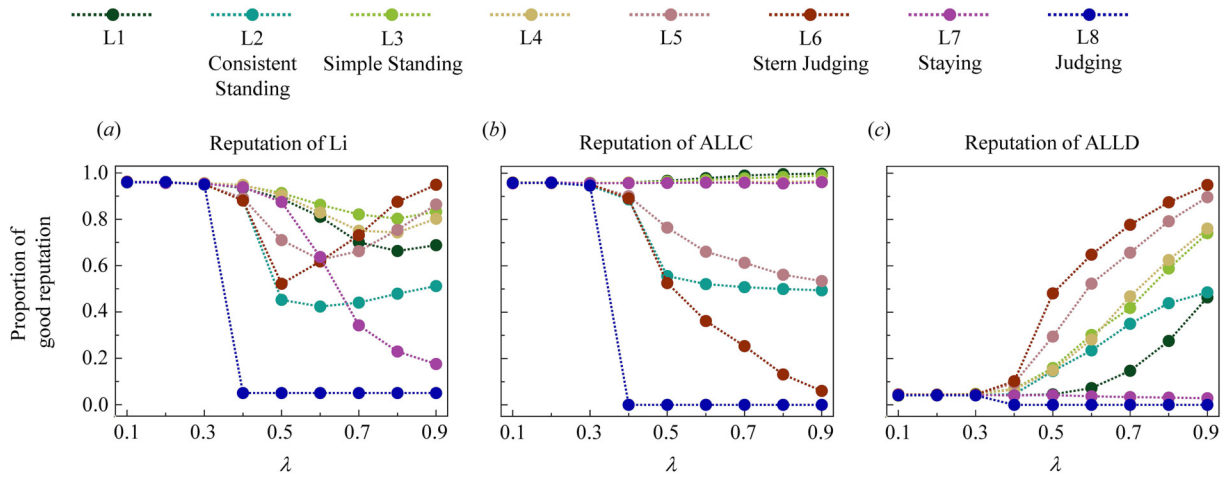 L1 L2 L3 L4 L5 L6 L7 L8
Consistent Simple Standing Stern Judging Staying Judging
Standing
(a) (b) (c)
Reputation of Li Reputation of ALLC Reputation of ALLD
Proportion of
good reputation
1.0
0.8
0.6
0.4
0.2
0.0
0.1 0.3 0.5 0.7 0.9 0.1 0.3 0.5 0.7 0.9 0.1 0.3 0.5 0.7 0.9
λ λ λ